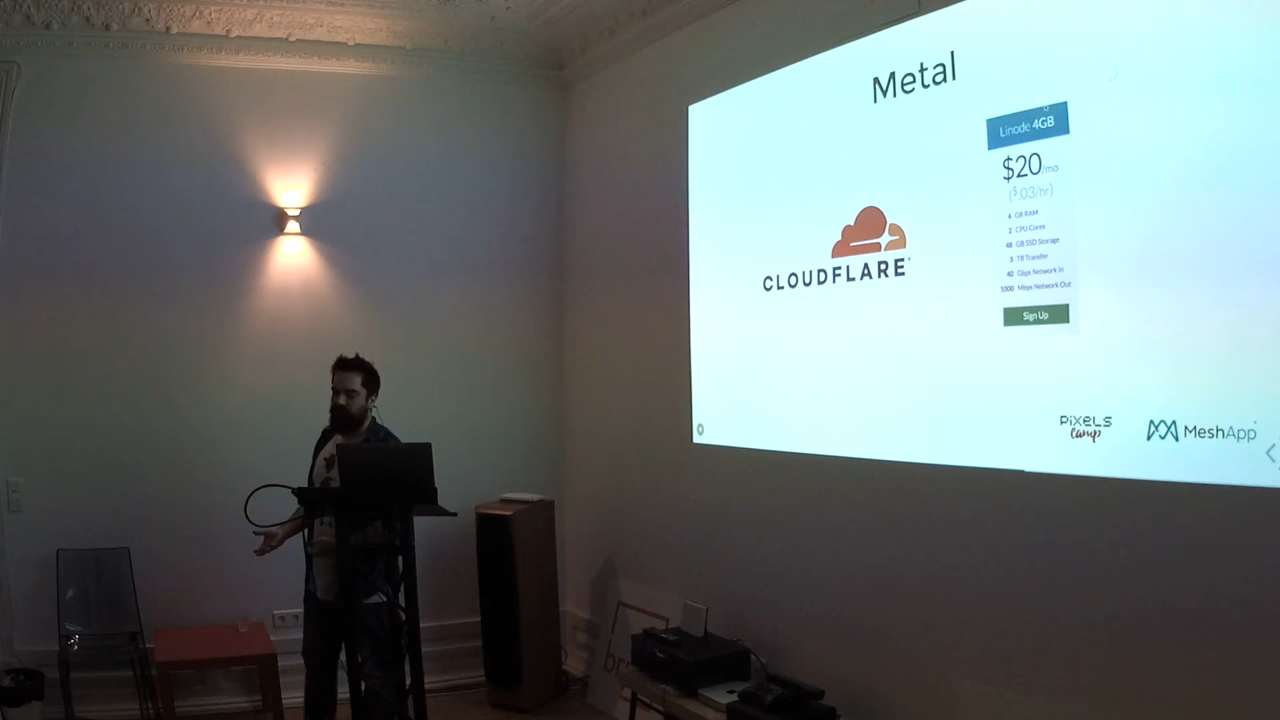 Metal
Linode 4GB
$20/mo
($.03/hr)
4 GB RAM
2 CPU Cores
48 GB SSD Storage
3 TB Transfer
40 Gbps Network In
1000 Mbps Network Out
Sign Up
CLOUDFLARE
PIXELS
camp
MeshApp